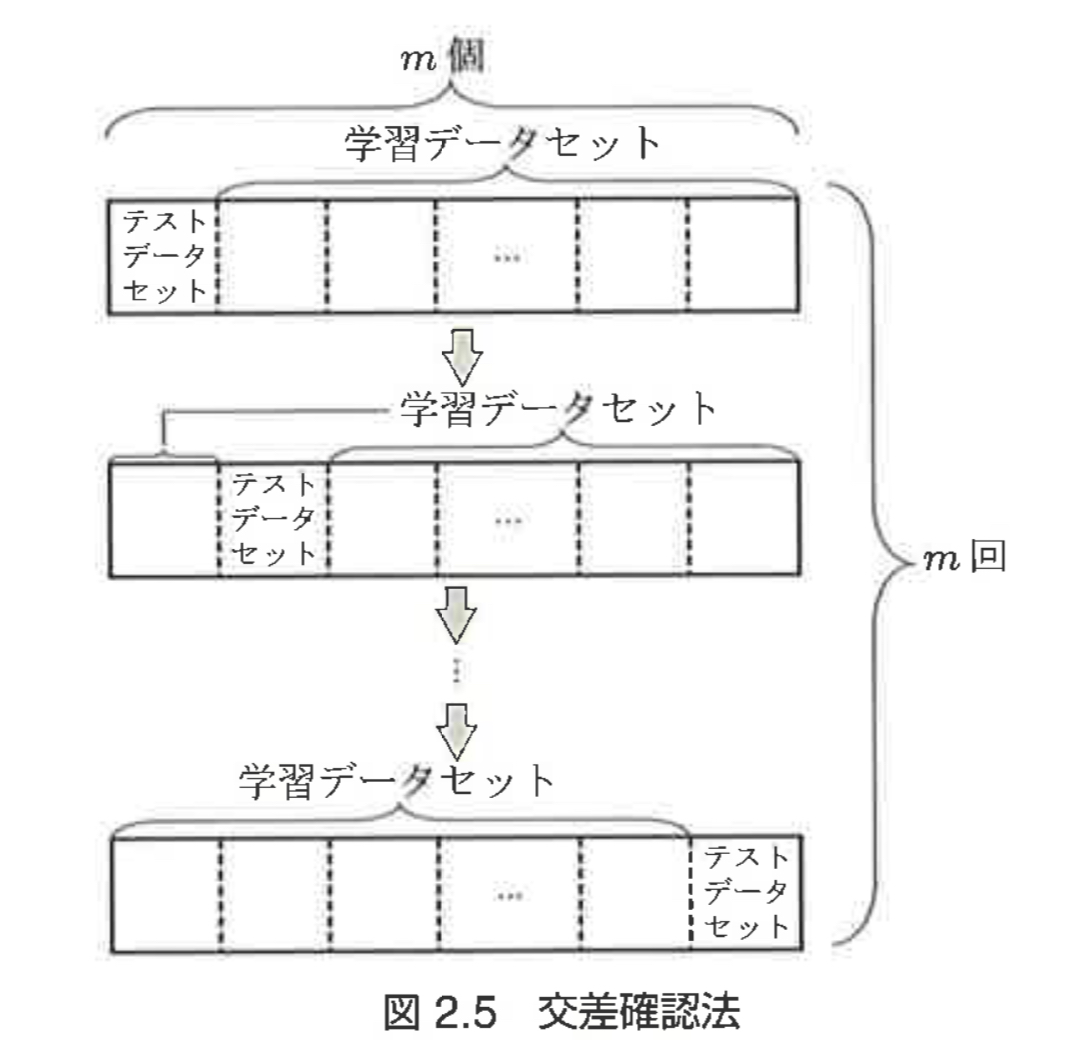 m 個
学習データセット
テスト
データ
セット
...
学習データセット
テスト
データ
セット
...
m 回
⋮
学習データセット
...
テスト
データ
セット
図 2.5 交差確認法